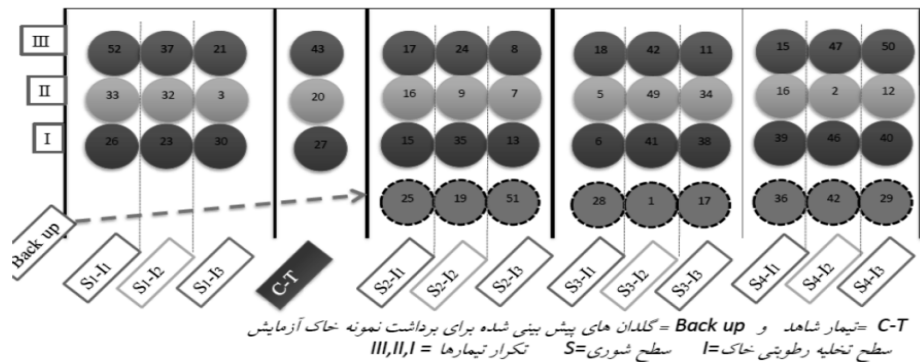 III 52 37 21 43 17 24 8 18 42 11 15 47 50
II 33 32 3 20 16 9 7 5 49 34 16 2 12
I 26 23 30 27 15 35 13 6 41 38 39 46 40
25 19 51 28 1 17 36 42 29
Back up
S1-I1 S1-I2 S1-I3 C-T S2-I1 S2-I2 S2-I3 S3-I1 S3-I2 S3-I3 S4-I1 S4-I2 S4-I3
C-T =تیمار شاهد و Back up = گلدان های پیش بینی شده برای برداشت نمونه خاک آزمایش
سطح تخلیه رطوبتی خاک=I سطح شوری=S تکرار تیمارها = III,II,I